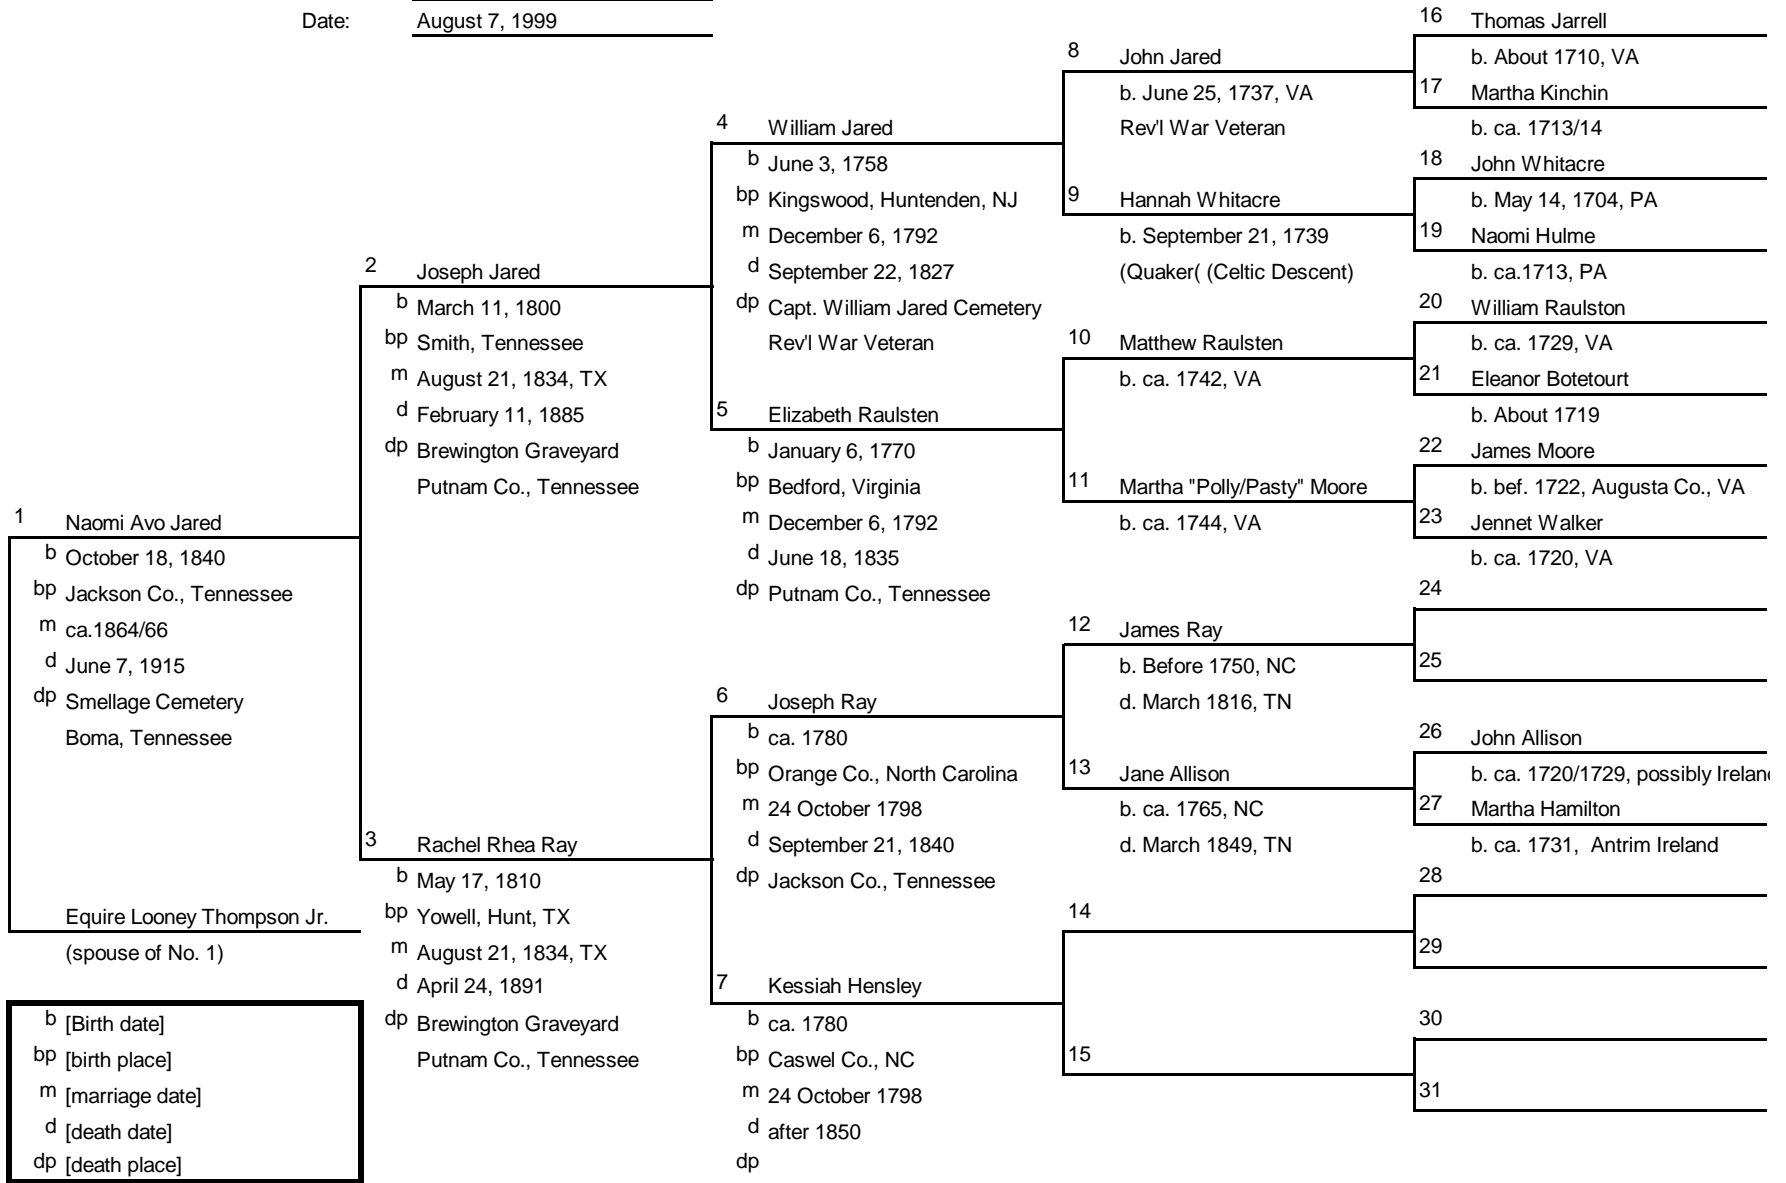 Date: August 7, 1999
1 Naomi Avo Jared
b October 18, 1840
bp Jackson Co., Tennessee
m ca.1864/66
d June 7, 1915
dp Smellage Cemetery
Boma, Tennessee
Equire Looney Thompson Jr.
(spouse of No. 1)
b [Birth date]
bp [birth place]
m [marriage date]
d [death date]
dp [death place]
2 Joseph Jared
b March 11, 1800
bp Smith, Tennessee
m August 21, 1834, TX
d February 11, 1885
dp Brewington Graveyard
Putnam Co., Tennessee
3 Rachel Rhea Ray
b May 17, 1810
bp Yowell, Hunt, TX
m August 21, 1834, TX
d April 24, 1891
dp Brewington Graveyard
Putnam Co., Tennessee
4 William Jared
b June 3, 1758
bp Kingswood, Huntenden, NJ
m December 6, 1792
d September 22, 1827
dp Capt. William Jared Cemetery
Rev'l War Veteran
5 Elizabeth Raulsten
b January 6, 1770
bp Bedford, Virginia
m December 6, 1792
d June 18, 1835
dp Putnam Co., Tennessee
6 Joseph Ray
b ca. 1780
bp Orange Co., North Carolina
m 24 October 1798
d September 21, 1840
dp Jackson Co., Tennessee
7 Kessiah Hensley
b ca. 1780
bp Caswel Co., NC
m 24 October 1798
d after 1850
dp
8 John Jared
b. June 25, 1737, VA
Rev'l War Veteran
9 Hannah Whitacre
b. September 21, 1739
(Quaker( (Celtic Descent)
10 Matthew Raulsten
b. ca. 1742, VA
11 Martha "Polly/Pasty" Moore
b. ca. 1744, VA
12 James Ray
b. Before 1750, NC
d. March 1816, TN
13 Jane Allison
b. ca. 1765, NC
d. March 1849, TN
14
15
16 Thomas Jarrell
b. About 1710, VA
17 Martha Kinchin
b. ca. 1713/14
18 John Whitacre
b. May 14, 1704, PA
19 Naomi Hulme
b. ca.1713, PA
20 William Raulston
b. ca. 1729, VA
21 Eleanor Botetourt
b. About 1719
22 James Moore
b. bef. 1722, Augusta Co., VA
23 Jennet Walker
b. ca. 1720, VA
24
25
26 John Allison
b. ca. 1720/1729, possibly Ireland
27 Martha Hamilton
b. ca. 1731, Antrim Ireland
28
29
30
31